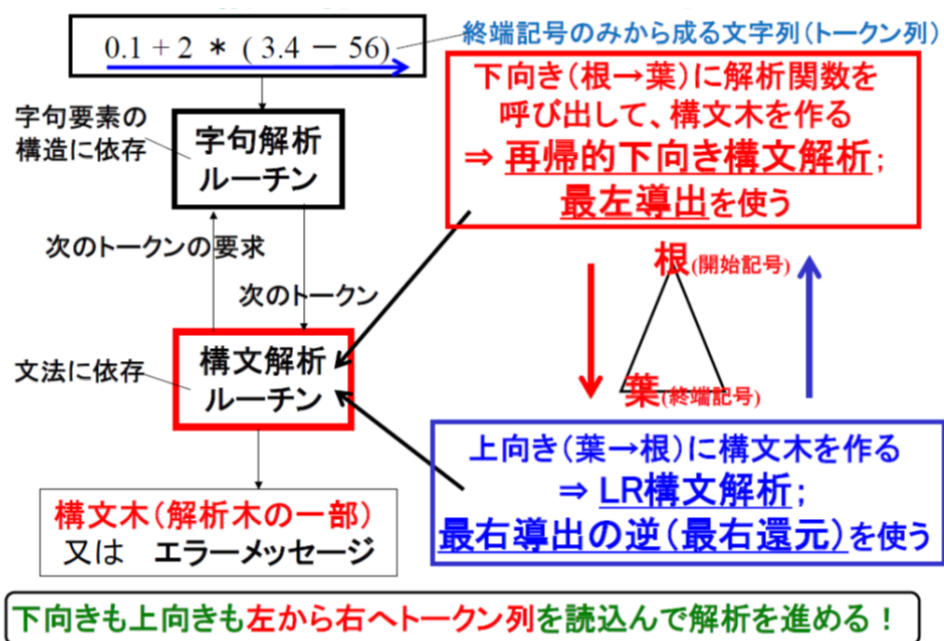 0.1 + 2 * ( 3.4 − 56)
終端記号のみから成る文字列(トークン列)
字句要素の
構造に依存
字句解析
ルーチン
下向き(根→葉)に解析関数を
呼び出して、構文木を作る
⇒ 再帰的下向き構文解析;
最左導出を使う
次のトークンの要求
次のトークン
根(開始記号)
葉(終端記号)
文法に依存
構文解析
ルーチン
上向き(葉→根)に構文木を作る
⇒ LR構文解析;
最右導出の逆(最右還元)を使う
構文木(解析木の一部)
又は エラーメッセージ
下向きも上向きも左から右へトークン列を読込んで解析を進める!